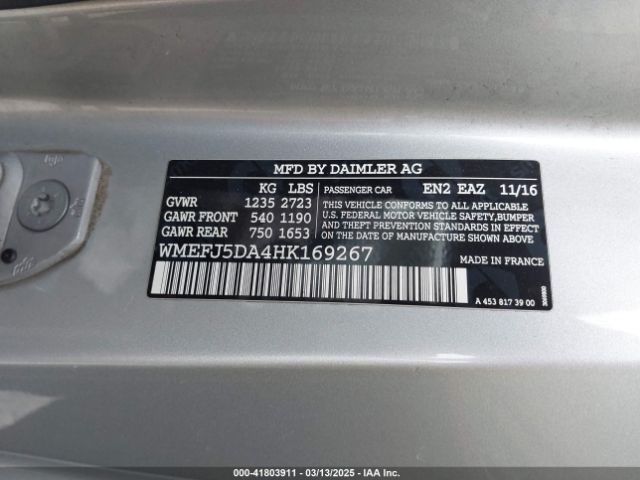 MFD BY DAIMLER AG
KG LBS
GVWR 1235 2723
GAWR FRONT 540 1190
GAWR REAR 750 1653
PASSENGER CAR EN2 EAZ 11/16
THIS VEHICLE CONFORMS TO ALL APPLICABLE
U.S. FEDERAL MOTOR VEHICLE SAFETY, BUMPER
AND THEFT PREVENTION STANDARDS
IN EFFECT ON THE
DATE OF MANUFACTURE SHOWN ABOVE.
WMEFJ5DA4HK169267
MADE IN FRANCE
A 453 817 39 00
000-41803911 - 03/13/2025 - IAA Inc.